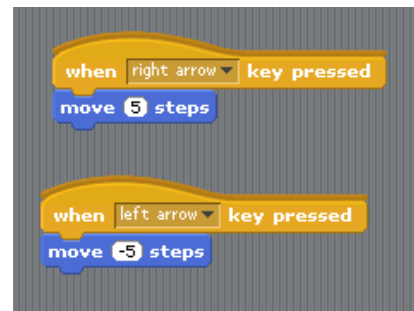 when right arrow key pressed
move 5 steps
when left arrow key pressed
move -5 steps